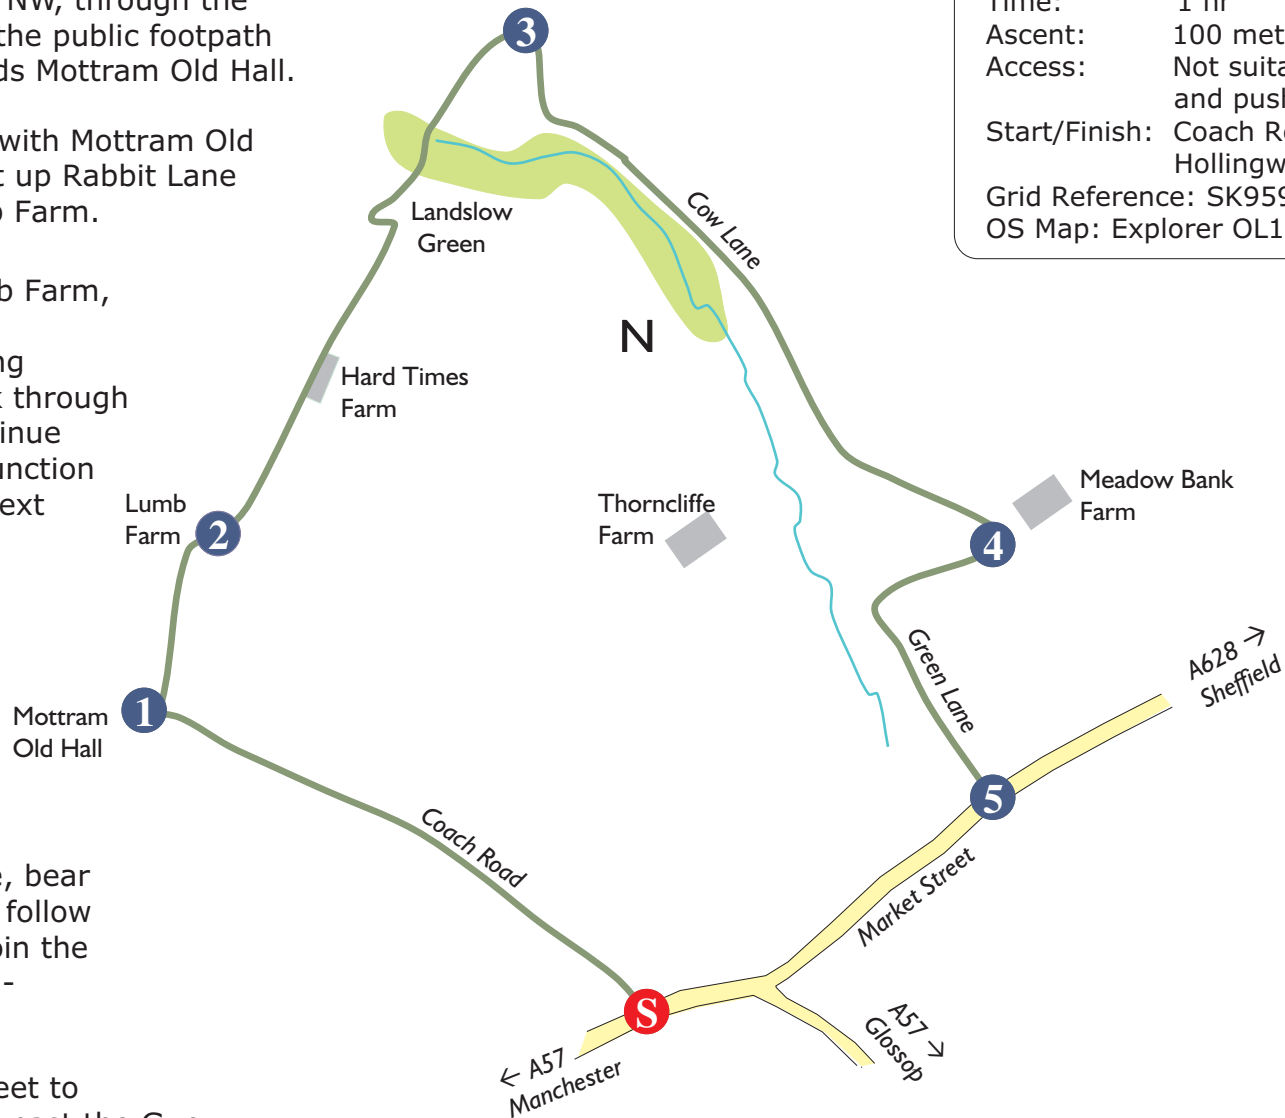 NW, through the
the public footpath
ds Mottram Old Hall.
with Mottram Old
t up Rabbit Lane
b Farm.
b Farm,
ng
k through
inue
unction
ext
e, bear
follow
oin the
-
eet to
Time: 1 hr
Ascent: 100 met
Access: Not suita
and push
Start/Finish: Coach Ro
Hollingw
Grid Reference: SK959
OS Map: Explorer OL1
3
Landslow
Green
Cow Lane
N
Hard Times
Farm
Lumb
Farm
2
Thorncliffe
Farm
Meadow Bank
Farm
4
Green Lane
A628 →
Sheffield
Mottram
Old Hall
1
5
Coach Road
Market Street
S
← A57
Manchester
A57 →
Glossop